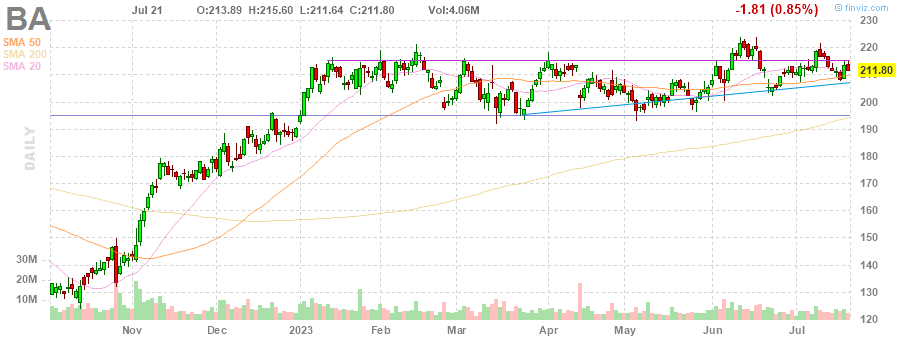 BA Jul 21 O:213.89 H:215.60 L:211.64 C:211.80 Vol:4.06M -1.81 (0.85%) finviz.com
SMA 50
SMA 200
SMA 20
DAILY
230
220
211.80
200
190
180
170
160
150
140
130
120
30M
20M
10M
Nov Dec 2023 Feb Mar Apr May Jun Jul